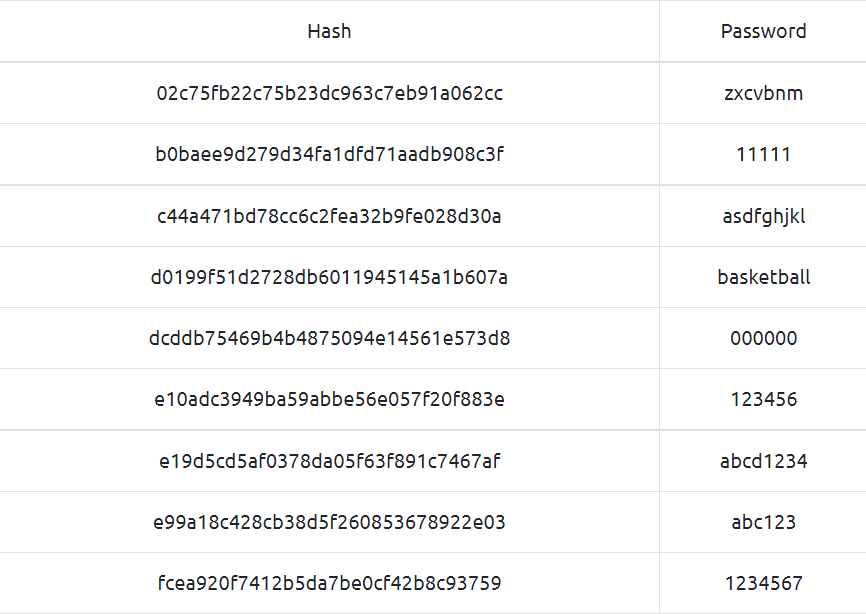 Hash Password
02c75fb22c75b23dc963c7eb91a062cc zxcvbnm
b0baee9d279d34fa1dfd71aadb908c3f 11111
c44a471bd78cc6c2fea32b9fe028d30a asdfghjkl
d0199f51d2728db6011945145a1b607a basketball
dcddb75469b4b4875094e14561e573d8 000000
e10adc3949ba59abbe56e057f20f883e 123456
e19d5cd5af0378da05f63f891c7467af abcd1234
e99a18c428cb38d5f260853678922e03 abc123
fcea920f7412b5da7be0cf42b8c93759 1234567